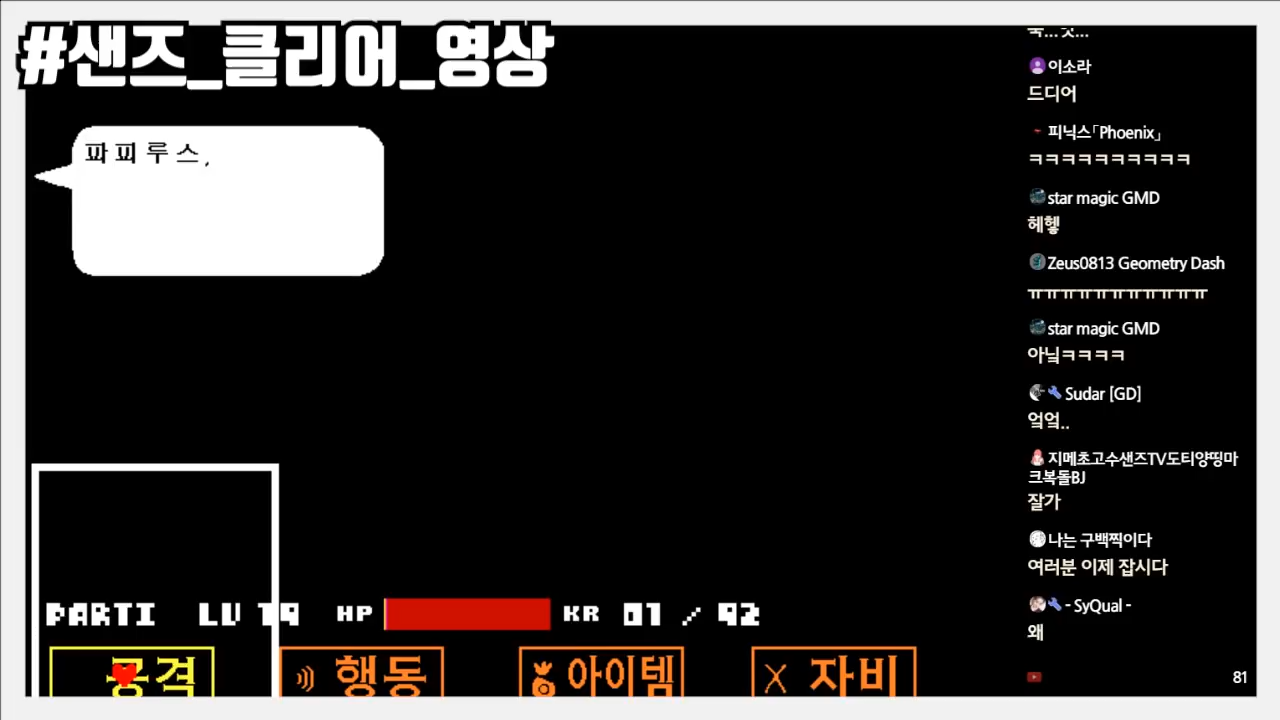 #샌즈_클리어_영상
파피루스,
PARTI LV 19 HP KR 01 / 92
공격 행동 아이템 자비
이소라
드디어
피닉스「Phoenix」
ㅋㅋㅋㅋㅋㅋㅋㅋㅋㅋ
star magic GMD
헤헿
Zeus0813 Geometry Dash
ㅠㅠㅠㅠㅠㅠㅠㅠㅠㅠㅠ
star magic GMD
아닠ㅋㅋㅋㅋ
Sudar [GD]
엌엌..
지메초고수샌즈TV도티양띵마
크복돌BJ
잘가
나는 구백찍이다
여러분 이제 잡시다
- SyQual -
왜
81